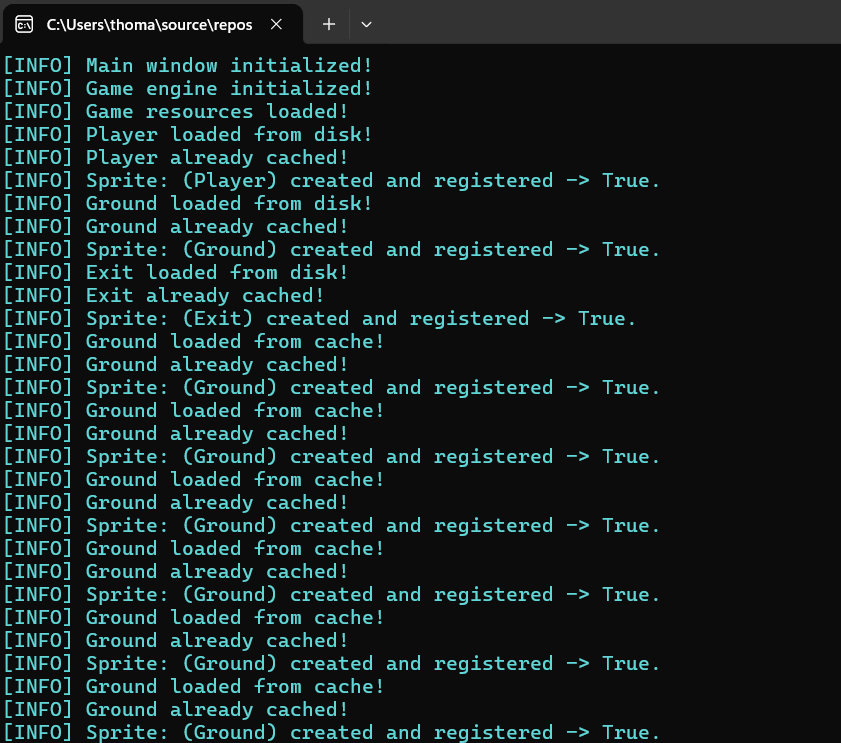 C:\Users\thoma\source\repos
[INFO] Main window initialized!
[INFO] Game engine initialized!
[INFO] Game resources loaded!
[INFO] Player loaded from disk!
[INFO] Player already cached!
[INFO] Sprite: (Player) created and registered -> True.
[INFO] Ground loaded from disk!
[INFO] Ground already cached!
[INFO] Sprite: (Ground) created and registered -> True.
[INFO] Exit loaded from disk!
[INFO] Exit already cached!
[INFO] Sprite: (Exit) created and registered -> True.
[INFO] Ground loaded from cache!
[INFO] Ground already cached!
[INFO] Sprite: (Ground) created and registered -> True.
[INFO] Ground loaded from cache!
[INFO] Ground already cached!
[INFO] Sprite: (Ground) created and registered -> True.
[INFO] Ground loaded from cache!
[INFO] Ground already cached!
[INFO] Sprite: (Ground) created and registered -> True.
[INFO] Ground loaded from cache!
[INFO] Ground already cached!
[INFO] Sprite: (Ground) created and registered -> True.
[INFO] Ground loaded from cache!
[INFO] Ground already cached!
[INFO] Sprite: (Ground) created and registered -> True.
[INFO] Ground loaded from cache!
[INFO] Ground already cached!
[INFO] Sprite: (Ground) created and registered -> True.